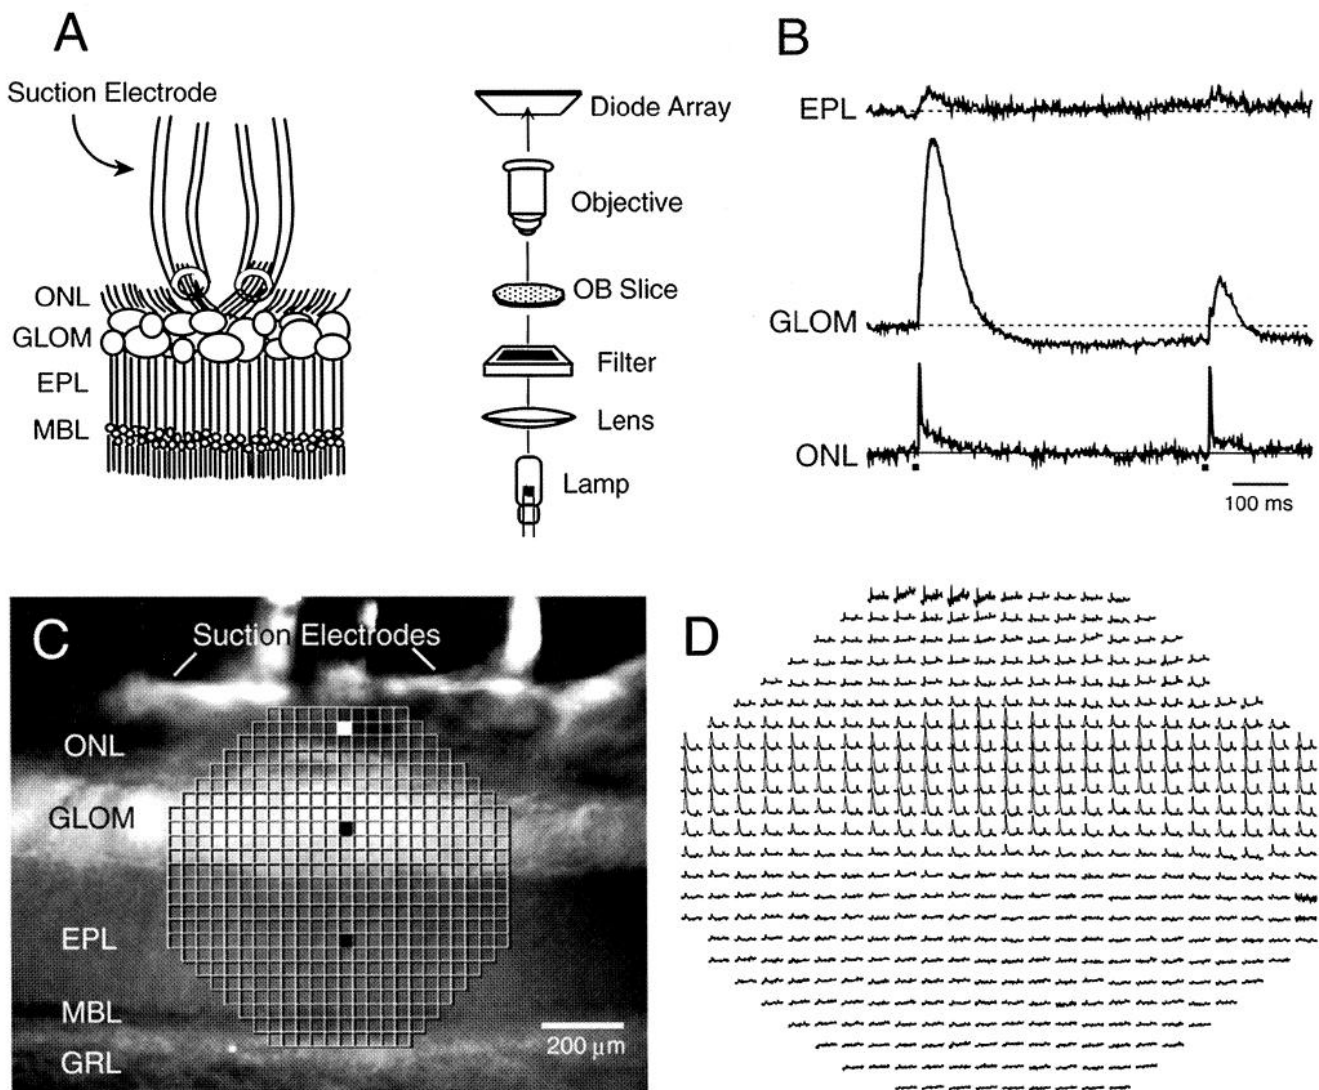 A
Suction Electrode
ONL
GLOM
EPL
MBL
Diode Array
Objective
OB Slice
Filter
Lens
Lamp
B
EPL
GLOM
ONL
100 ms
C
Suction Electrodes
ONL
GLOM
EPL
MBL
GRL
200 µm
D